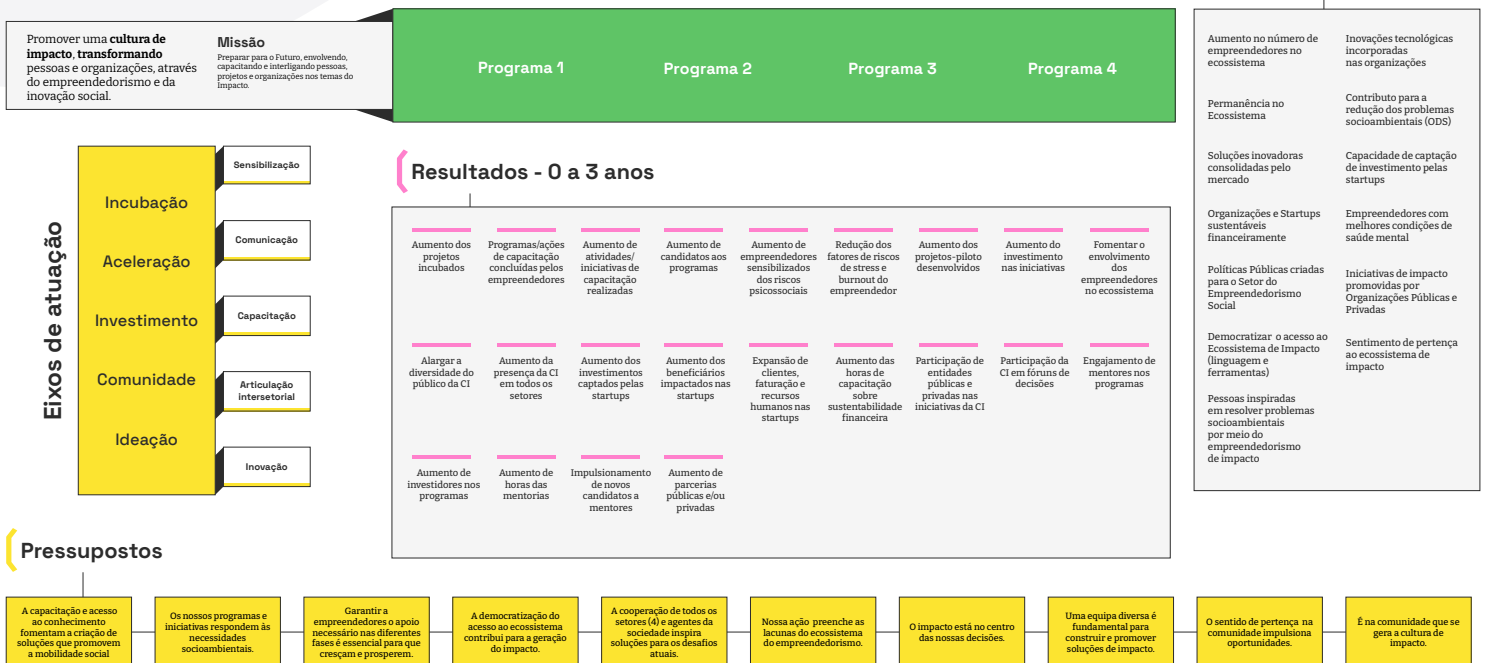 Promover uma cultura de
impacto, transformando
pessoas e organizações, através
do empreendedorismo e da
inovação social.
Missão
Preparar para o Futuro, envolvendo,
capacitando e interligando pessoas,
projetos e organizações nos temas do
Impacto.
Programa 1
Programa 2
Programa 3
Programa 4
Aumento no número de
empreendedores no
ecossistema
Inovações tecnológicas
incorporadas
nas organizações
Permanência no
Ecossistema
Contributo para a
redução dos problemas
socioambientais (ODS)
Soluções inovadoras
consolidadas pelo
mercado
Capacidade de captação
de investimento pelas
startups
Organizações e Startups
sustentáveis
financeiramente
Empreendedores com
melhores condições de
saúde mental
Políticas Públicas criadas
para o Setor do
Empreendedorismo
Social
Iniciativas de impacto
promovidas por
Organizações Públicas e
Privadas
Democratizar o acesso ao
Ecossistema de Impacto
(linguagem e
ferramentas)
Sentimento de pertença
ao ecossistema de
impacto
Pessoas inspiradas
em resolver problemas
socioambientais
por meio do
empreendedorismo
de impacto
Eixos de atuação
Incubação
Aceleração
Investimento
Comunidade
Ideação
Sensibilização
Comunicação
Capacitação
Articulação
intersetorial
Inovação
Resultados - 0 a 3 anos
Aumento dos
projetos
incubados
Programas/ações
de capacitação
concluídas pelos
empreendedores
Aumento de
atividades/
iniciativas de
capacitação
realizadas
Aumento de
candidatos aos
programas
Aumento de
empreendedores
sensibilizados
dos riscos
psicossociais
Redução dos
fatores de riscos
de stress e
burnout do
empreendedor
Aumento dos
projetos-piloto
desenvolvidos
Aumento do
investimento
nas iniciativas
Fomentar o
envolvimento
dos
empreendedores
no ecossistema
Alargar a
diversidade do
público da CI
Aumento da
presença da CI
em todos os
setores
Aumento dos
investimentos
captados pelas
startups
Aumento dos
beneficiários
impactados nas
startups
Expansão de
clientes,
faturação e
recursos
humanos nas
startups
Aumento das
horas de
capacitação
sobre
sustentabilidade
financeira
Participação de
entidades
públicas e
privadas nas
iniciativas da CI
Participação da
CI em fóruns de
decisões
Engajamento de
mentores nos
programas
Aumento de
investidores nos
programas
Aumento de
horas das
mentorias
Impulsionamento
de novos
candidatos a
mentores
Aumento de
parcerias
públicas e/ou
privadas
Pressupostos
A capacitação e acesso
ao conhecimento
fomentam a criação de
soluções que promovem
a mobilidade social
Os nossos programas e
iniciativas respondem às
necessidades
socioambientais.
Garantir a
empreendedores o apoio
necessário nas diferentes
fases é essencial para que
cresçam e prosperem.
A democratização do
acesso ao ecossistema
contribui para a geração
do impacto.
A cooperação de todos os
setores (4) e agentes da
sociedade inspira
soluções para os desafios
atuais.
Nossa ação preenche as
lacunas do ecossistema
do empreendedorismo.
O impacto está no centro
das nossas decisões.
Uma equipa diversa é
fundamental para
construir e promover
soluções de impacto.
O sentido de pertença na
comunidade impulsiona
oportunidades.
É na comunidade que se
gera a cultura de
impacto.